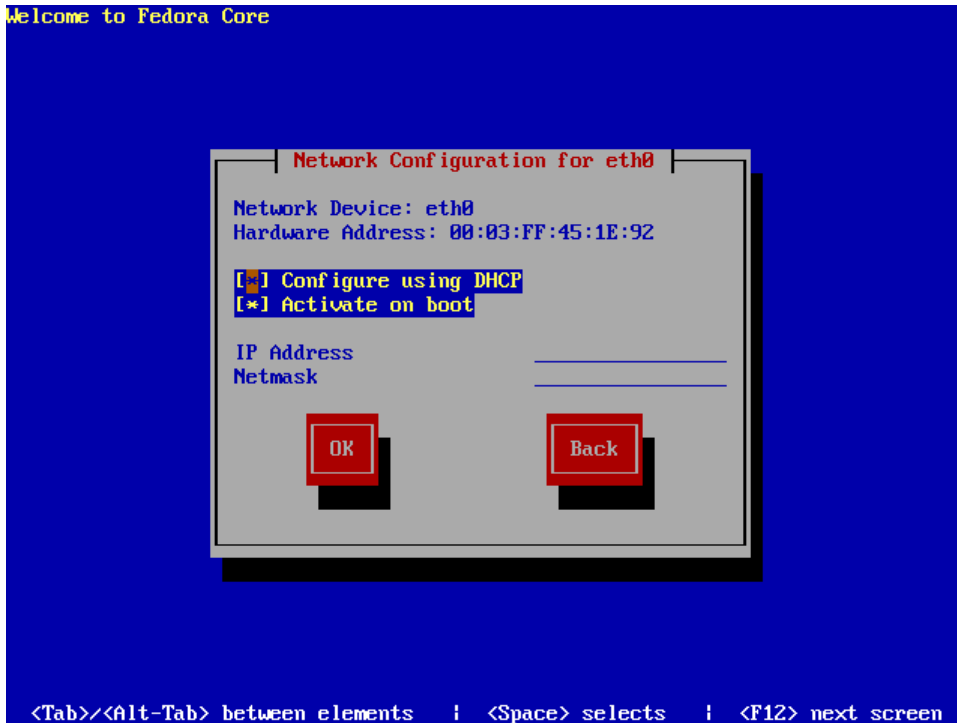 Welcome to Fedora Core
Network Configuration for eth0
Network Device: eth0
Hardware Address: 00:03:FF:45:1E:92
[*] Configure using DHCP
[*] Activate on boot
IP Address
Netmask
OK Back
<Tab>/<Alt-Tab> between elements | <Space> selects | <F12> next screen